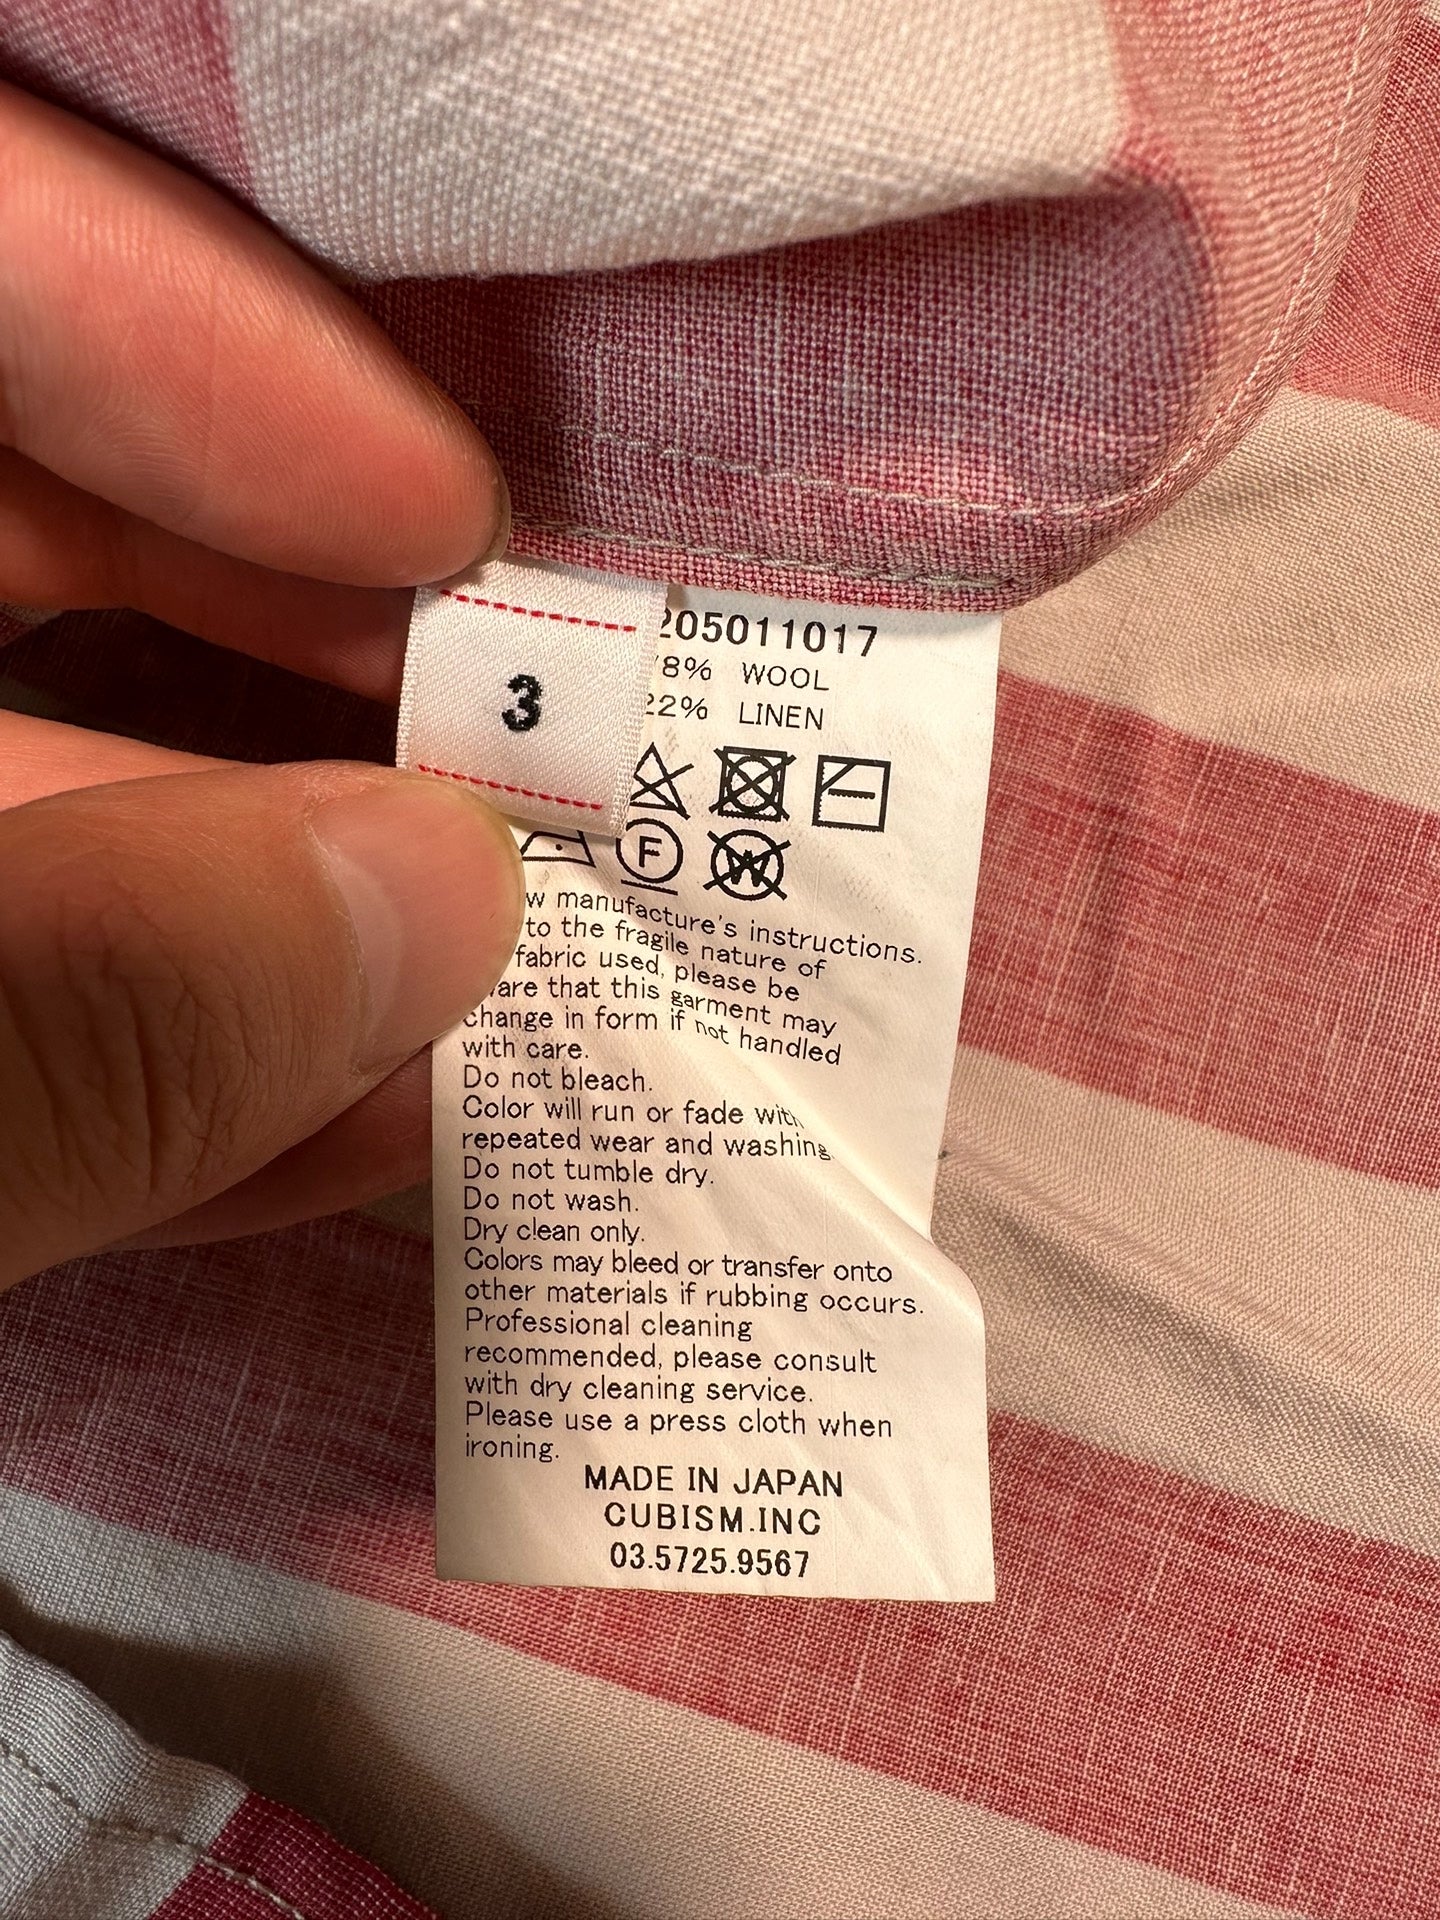 3
205011017
8% WOOL
22% LINEN
F
W
manufacture's instructions.
to the fragile nature of
fabric used, please be
that this garment may
change in form if not handled
with care.
Do not bleach.
Color will run or fade with
repeated wear and washing
Do not tumble dry.
Do not wash.
Dry clean only.
Colors may bleed or transfer onto
other materials if rubbing occurs.
Professional cleaning
recommended, please consult
with dry cleaning service.
Please use a press cloth when
ironing.
MADE IN JAPAN
CUBISM.INC
03.5725.9567